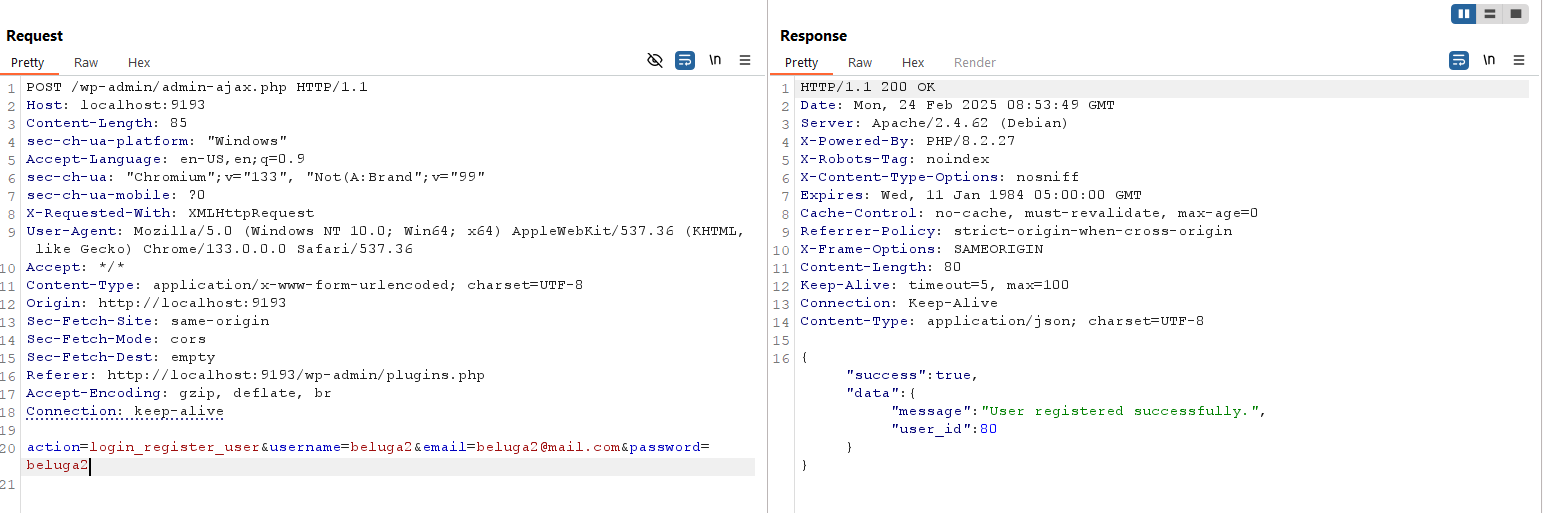 Request
Pretty Raw Hex \n
1 POST /wp-admin/admin-ajax.php HTTP/1.1
2 Host: localhost:9193
3 Content-Length: 85
4 sec-ch-ua-platform: "Windows"
5 Accept-Language: en-US,en;q=0.9
6 sec-ch-ua: "Chromium";v="133", "Not(A:Brand";v="99"
7 sec-ch-ua-mobile: ?0
8 X-Requested-With: XMLHttpRequest
9 User-Agent: Mozilla/5.0 (Windows NT 10.0; Win64; x64) AppleWebKit/537.36 (KHTML,
like Gecko) Chrome/133.0.0.0 Safari/537.36
10 Accept: */*
11 Content-Type: application/x-www-form-urlencoded; charset=UTF-8
12 Origin: http://localhost:9193
13 Sec-Fetch-Site: same-origin
14 Sec-Fetch-Mode: cors
15 Sec-Fetch-Dest: empty
16 Referer: http://localhost:9193/wp-admin/plugins.php
17 Accept-Encoding: gzip, deflate, br
18 Connection: keep-alive
19
20 action=login_register_user&username=beluga2&email=beluga2@mail.com&password=
beluga2
21
Response
Pretty Raw Hex Render \n
1 HTTP/1.1 200 OK
2 Date: Mon, 24 Feb 2025 08:53:49 GMT
3 Server: Apache/2.4.62 (Debian)
4 X-Powered-By: PHP/8.2.27
5 X-Robots-Tag: noindex
6 X-Content-Type-Options: nosniff
7 Expires: Wed, 11 Jan 1984 05:00:00 GMT
8 Cache-Control: no-cache, must-revalidate, max-age=0
9 Referrer-Policy: strict-origin-when-cross-origin
10 X-Frame-Options: SAMEORIGIN
11 Content-Length: 80
12 Keep-Alive: timeout=5, max=100
13 Connection: Keep-Alive
14 Content-Type: application/json; charset=UTF-8
15
16 {
"success":true,
"data":{
"message":"User registered successfully.",
"user_id":80
}
}